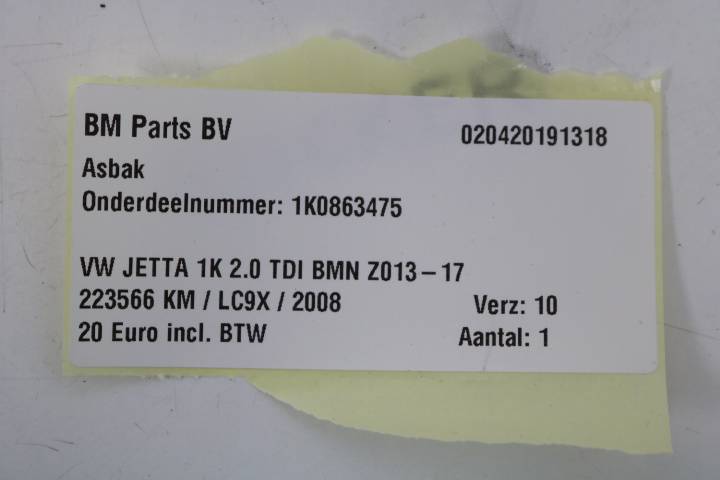 BM Parts BV 020420191318
Asbak
Onderdeelnummer: 1K0863475
VW JETTA 1K 2.0 TDI BMN Z013-17
223566 KM / LC9X / 2008 Verz: 10
20 Euro incl. BTW Aantal: 1